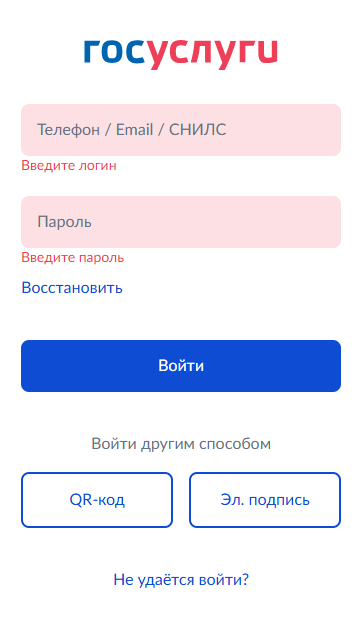 госуслуги
Телефон / Email / СНИЛС
Введите логин
Пароль
Введите пароль
Восстановить
Войти
Войти другим способом
QR-код
Эл. подпись
Не удаётся войти?